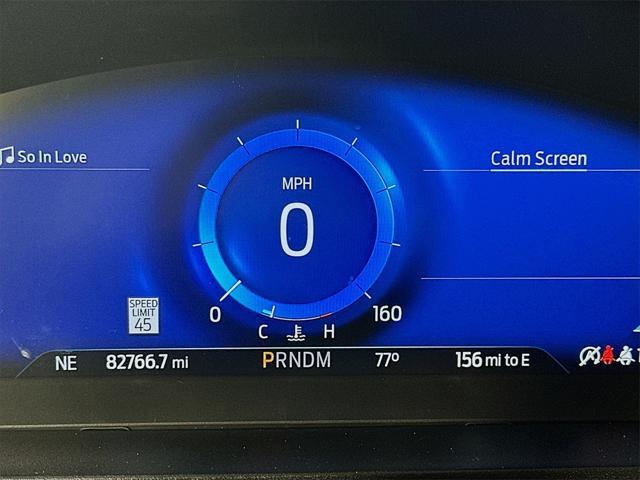 So In Love
Calm Screen
MPH
0
SPEED
LIMIT
45
0
160
C
H
NE
82766.7 mi
PRNDM
77º
156 mi to E